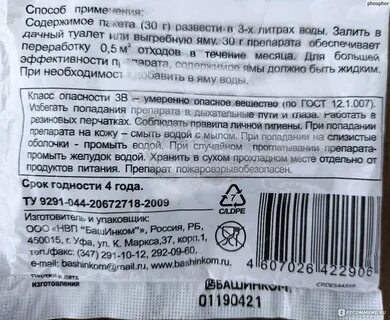 phosphor
Способ применения:
Содержимое пакета (30 г) развести в 3-х литрах воды. Залить в
дачный туалет или выгребную яму. 30 г препарата обеспечивает
переработку 0,5 м³ отходов в течение месяца. Для большей
эффективности препарата, содержимое ямы должно быть жидким.
При необходимости добавить в яму воды.
Класс опасности 3В – умеренно опасное вещество (по ГОСТ 12.1.007).
Избегать попадания препарата в дыхательные пути и глаза. Работать в
резиновых перчатках. Соблюдать правила личной гигиены. При попадании
препарата на кожу – смыть водой с мылом, при попадании на слизистые
оболочки - промыть водой. При случайном проглатывании препарата-
промыть желудок водой. Хранить в сухом прохладном месте отдельно от
продуктов питания. Препарат пожаровзрывобезопасен.
Срок годности 4 года.
ТУ 9291-044-20672718-2009
Изготовитель и упаковщик:
ООО «НВП "БашИнком"», Россия, РБ,
450015, г. Уфа, ул. К. Маркса,37, корп.1,
тел./факс: (347) 291-10-12, 292-09-60,
e-mail: bashinkom@mail.ru, www.bashinkom.ru
Партия и дата
изготовления
7
C/LDPE
4 607026 422906
БАШИНКОМ
01190421